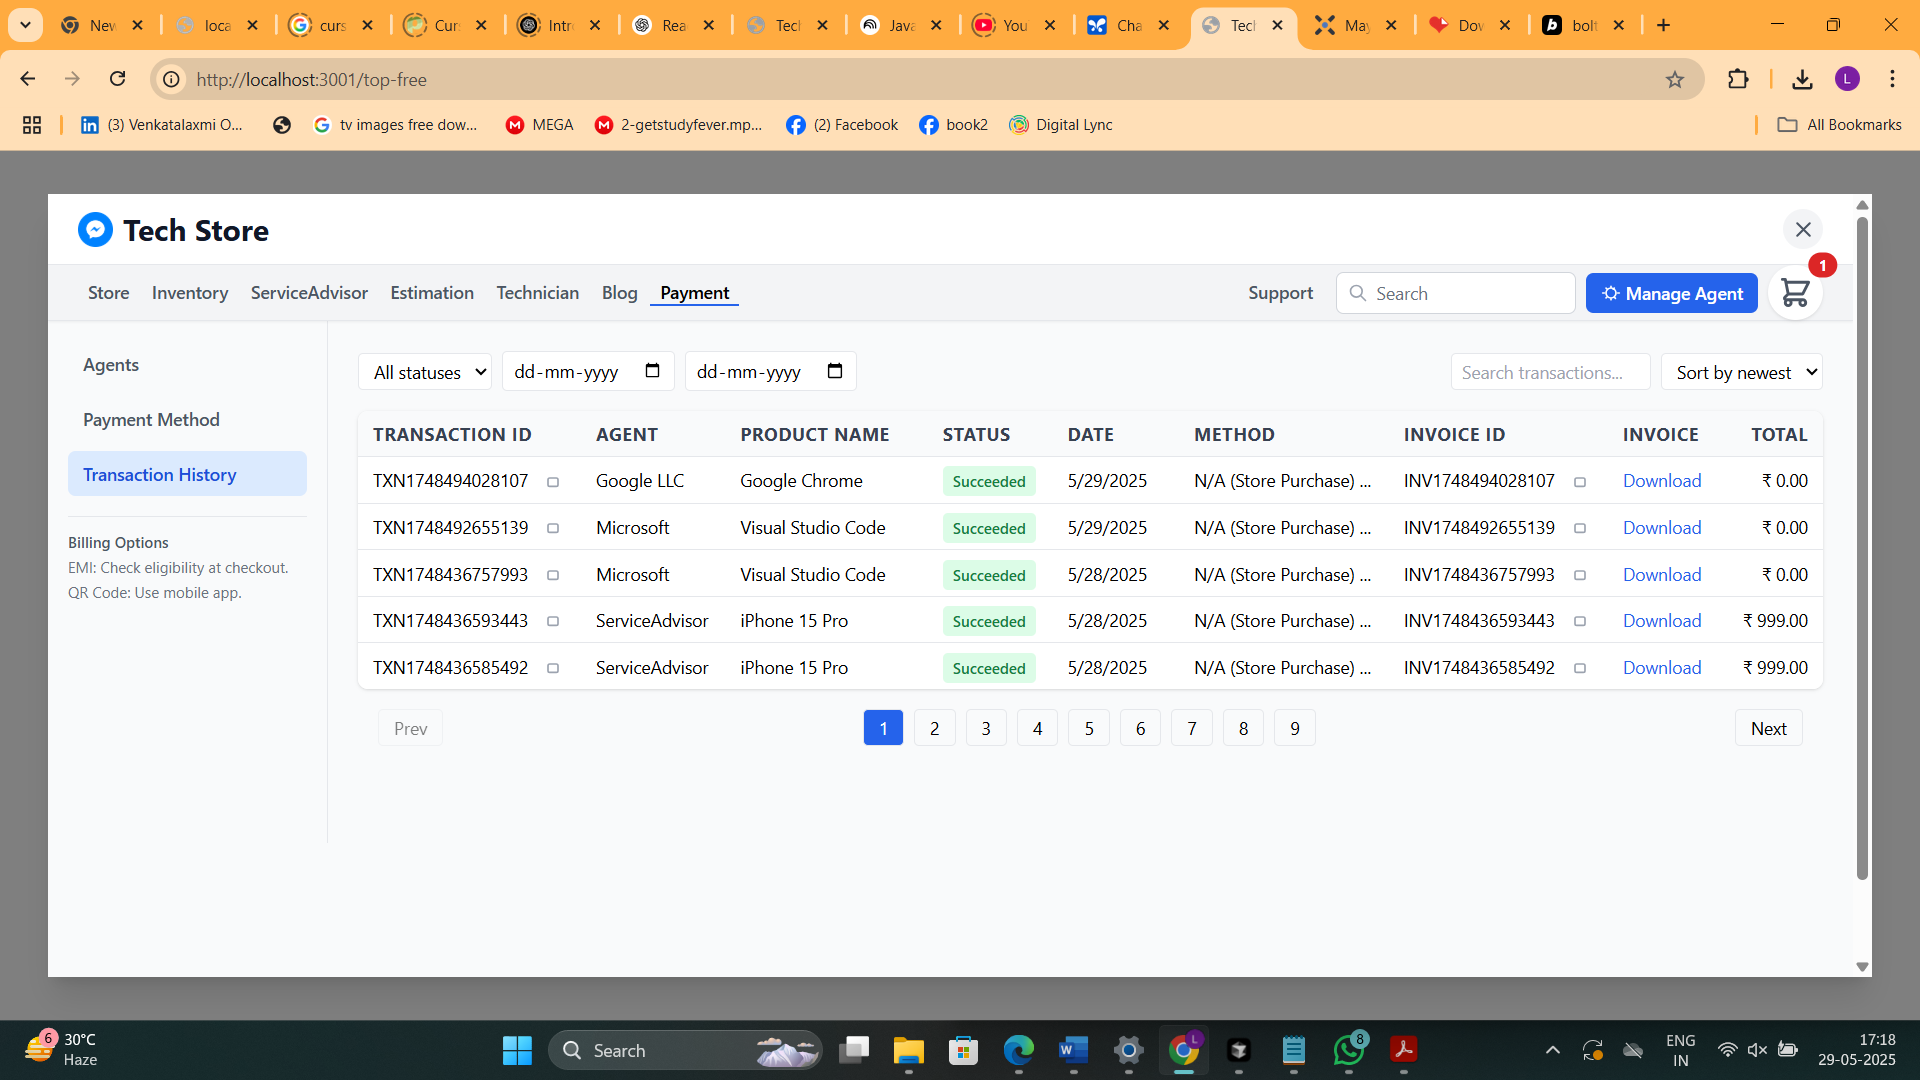 New
loca
curs
Curs
Intr
Rea
Tech
Java
You
Cha
Tech
May
Dow
bolt
http://localhost:3001/top-free
L
(3) Venkatalaxmi O...
tv images free dow...
MEGA
2-getstudyfever.mp...
(2) Facebook
book2
Digital Lync
All Bookmarks
Tech Store
Store Inventory ServiceAdvisor Estimation Technician Blog Payment
Support
Search
Manage Agent
1
Agents
Payment Method
Transaction History
Billing Options
EMI: Check eligibility at checkout.
QR Code: Use mobile app.
All statuses
dd-mm-yyyy
dd-mm-yyyy
Search transactions...
Sort by newest
TRANSACTION ID AGENT PRODUCT NAME STATUS DATE METHOD INVOICE ID INVOICE TOTAL
TXN1748494028107 Google LLC Google Chrome Succeeded 5/29/2025 N/A (Store Purchase) ... INV1748494028107 Download ₹ 0.00
TXN1748492655139 Microsoft Visual Studio Code Succeeded 5/29/2025 N/A (Store Purchase) ... INV1748492655139 Download ₹ 0.00
TXN1748436757993 Microsoft Visual Studio Code Succeeded 5/28/2025 N/A (Store Purchase) ... INV1748436757993 Download ₹ 0.00
TXN1748436593443 ServiceAdvisor iPhone 15 Pro Succeeded 5/28/2025 N/A (Store Purchase) ... INV1748436593443 Download ₹ 999.00
TXN1748436585492 ServiceAdvisor iPhone 15 Pro Succeeded 5/28/2025 N/A (Store Purchase) ... INV1748436585492 Download ₹ 999.00
Prev 1 2 3 4 5 6 7 8 9 Next
6
30°C
Haze
Search
L
8
ENG
IN
17:18
29-05-2025